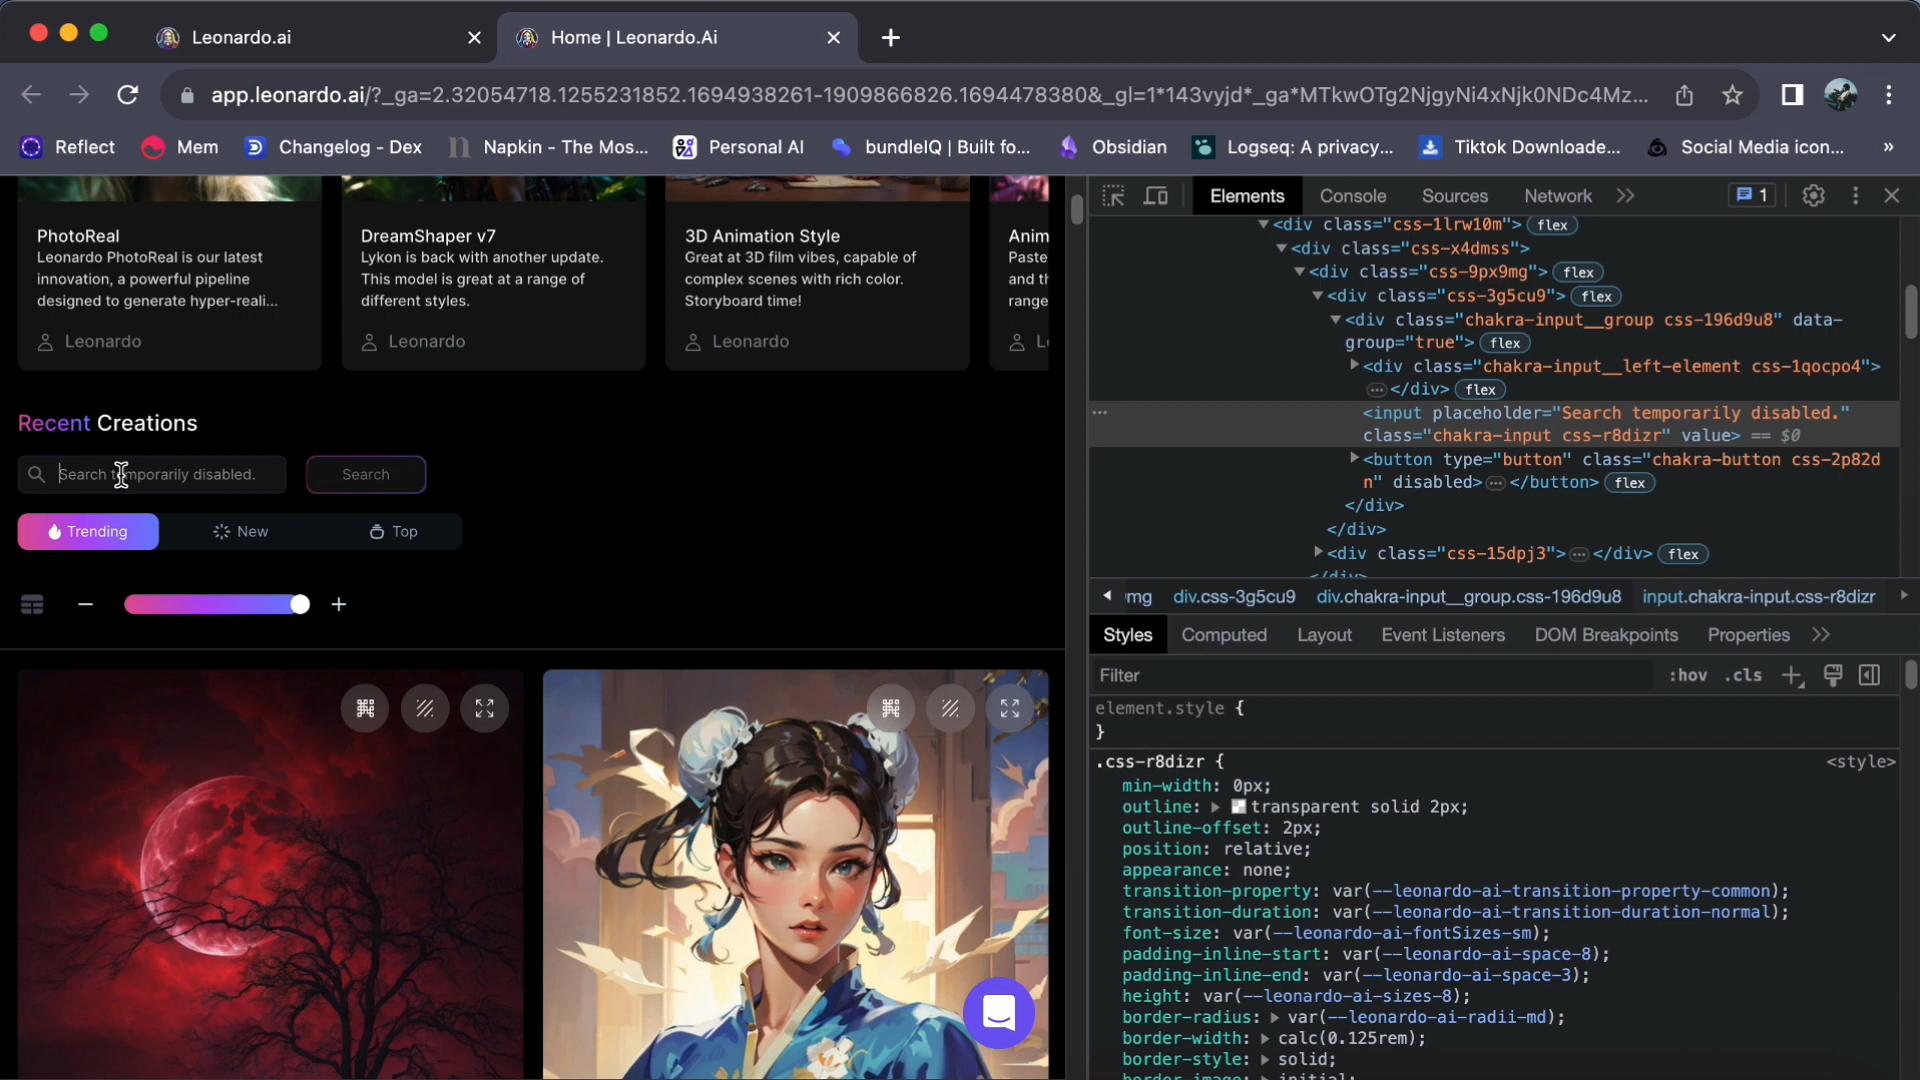 Leonardo.ai
Home | Leonardo.Ai
app.leonardo.ai/?_ga=2.32054718.1255231852.1694938261-1909866826.1694478380&_gl=1*143vyjd*_ga*MTkwOTg2NjgyNi4xNjk0NDc4Mz...
Reflect Mem Changelog - Dex Napkin - The Mos... Personal AI bundleIQ | Built fo... Obsidian Logseq: A privacy... Tiktok Downloade... Social Media icon... »
PhotoReal
Leonardo PhotoReal is our latest
innovation, a powerful pipeline
designed to generate hyper-reali...
Leonardo
DreamShaper v7
Lykon is back with another update.
This model is great at a range of
different styles.
Leonardo
3D Animation Style
Great at 3D film vibes, capable of
complex scenes with rich color.
Storyboard time!
Leonardo
Anim
Paste
and th
range
L
Recent Creations
Search temporarily disabled.
Search
Trending New Top
Elements Console Sources Network 1
<div class="css-1lrw10m"> flex
<div class="css-x4dmss">
<div class="css-9px9mg"> flex
<div class="css-3g5cu9"> flex
<div class="chakra-input__group css-196d9u8" data-
group="true"> flex
<div class="chakra-input__left-element css-1qocpo4">
… </div> flex
<input placeholder="Search temporarily disabled."
class="chakra-input css-r8dizr" value> == $0
<button type="button" class="chakra-button css-2p82d
n" disabled> … </button> flex
</div>
</div>
<div class="css-15dpj3"> … </div> flex
</div>
mg div.css-3g5cu9 div.chakra-input__group.css-196d9u8 input.chakra-input.css-r8dizr
Styles Computed Layout Event Listeners DOM Breakpoints Properties
Filter :hov .cls
element.style {
}
.css-r8dizr { <style>
min-width: 0px;
outline: transparent solid 2px;
outline-offset: 2px;
position: relative;
appearance: none;
transition-property: var(--leonardo-ai-transition-property-common);
transition-duration: var(--leonardo-ai-transition-duration-normal);
font-size: var(--leonardo-ai-fontSizes-sm);
padding-inline-start: var(--leonardo-ai-space-8);
padding-inline-end: var(--leonardo-ai-space-3);
height: var(--leonardo-ai-sizes-8);
border-radius: var(--leonardo-ai-radii-md);
border-width: calc(0.125rem);
border-style: solid;
border-image: initial;